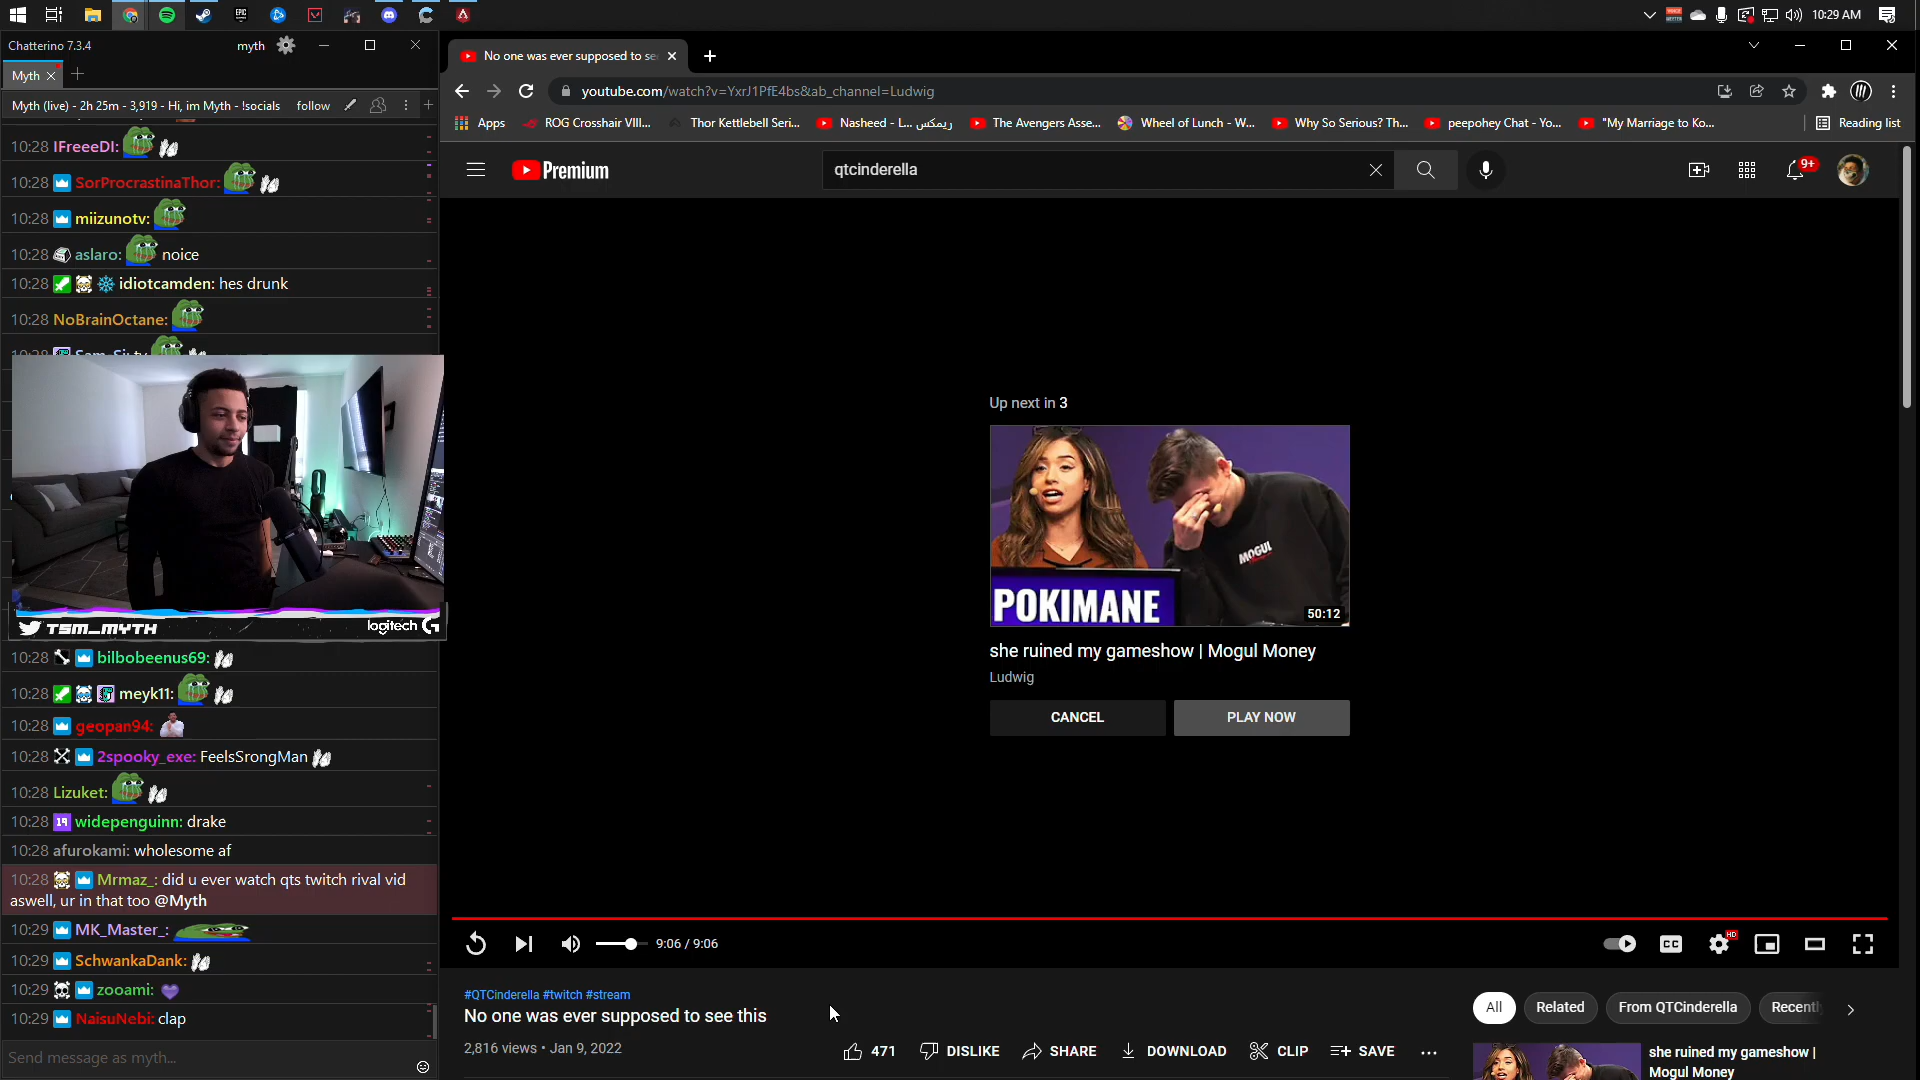 10:29 AM
Chatterino 7.3.4
myth
Myth
Myth (live) - 2h 25m - 3,919 - Hi, im Myth - !socials
follow
10:28 IFreeeDI:
10:28 SorProcrastinaThor:
10:28 miizunotv:
10:28 aslaro: noice
10:28 idiotcamden: hes drunk
10:28 NoBrainOctane:
TSM_MYTH
logitech G
10:28 bilbobeenus69:
10:28 meyk11:
10:28 geopan94:
10:28 2spooky_exe: FeelsSrongMan
10:28 Lizuket:
10:28 19 widepenguinn: drake
10:28 afurokami: wholesome af
10:28 Mrmaz_: did u ever watch qts twitch rival vid
aswell, ur in that too @Myth
10:29 MK_Master_:
10:29 SchwankaDank:
10:29 zooami:
10:29 NaisuNebi: clap
Send message as myth...
No one was ever supposed to se
youtube.com/watch?v=YxrJ1PfE4bs&ab_channel=Ludwig
Apps
ROG Crosshair VIII...
Thor Kettlebell Seri...
Nasheed - L... ريمكس
The Avengers Asse...
Wheel of Lunch - W...
Why So Serious? Th...
peepohey Chat - Yo...
"My Marriage to Ko...
Reading list
Premium
qtcinderella
9+
Up next in 3
MOGUL
POKIMANE
50:12
she ruined my gameshow | Mogul Money
Ludwig
CANCEL
PLAY NOW
9:06 / 9:06
CC
HD
#QTCinderella #twitch #stream
No one was ever supposed to see this
2,816 views • Jan 9, 2022
471
DISLIKE
SHARE
DOWNLOAD
CLIP
SAVE
All
Related
From QTCinderella
Recent
she ruined my gameshow |
Mogul Money